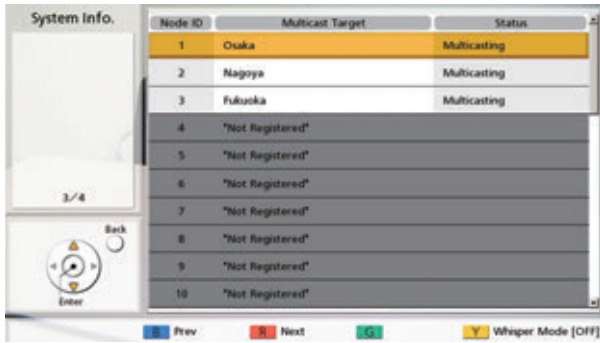 System Info.
Node ID Multicast Target Status
1 Osaka Multicasting
2 Nagoya Multicasting
3 Fukuoka Multicasting
4 "Not Registered"
5 "Not Registered"
6 "Not Registered"
7 "Not Registered"
8 "Not Registered"
9 "Not Registered"
10 "Not Registered"
3/4
Back
Enter
B Prev R Next G Y Whisper Mode [OFF]